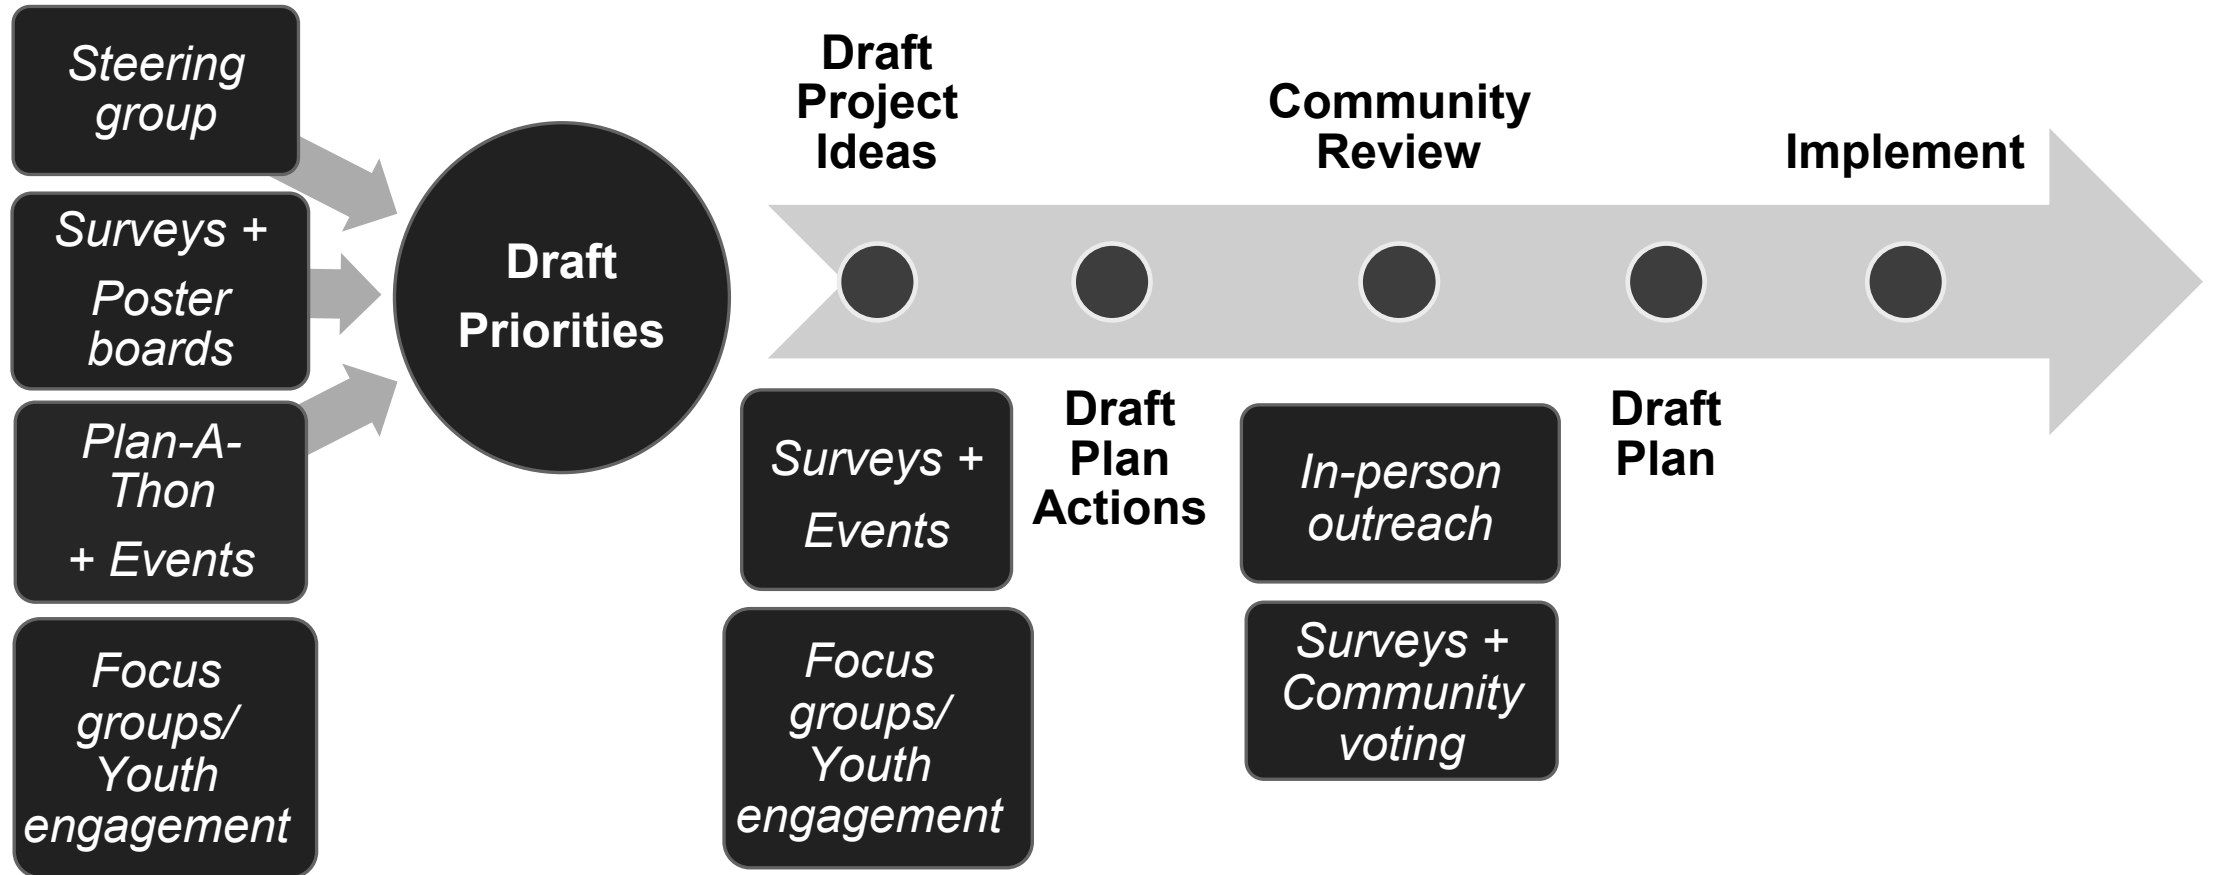 Steering
group
Surveys +
Poster
boards
Plan-A-
Thon
+ Events
Focus
groups/
Youth
engagement
Draft
Priorities
Draft
Project
Ideas
Surveys +
Events
Focus
groups/
Youth
engagement
Draft
Plan
Actions
Community
Review
In-person
outreach
Surveys +
Community
voting
Draft
Plan
Implement